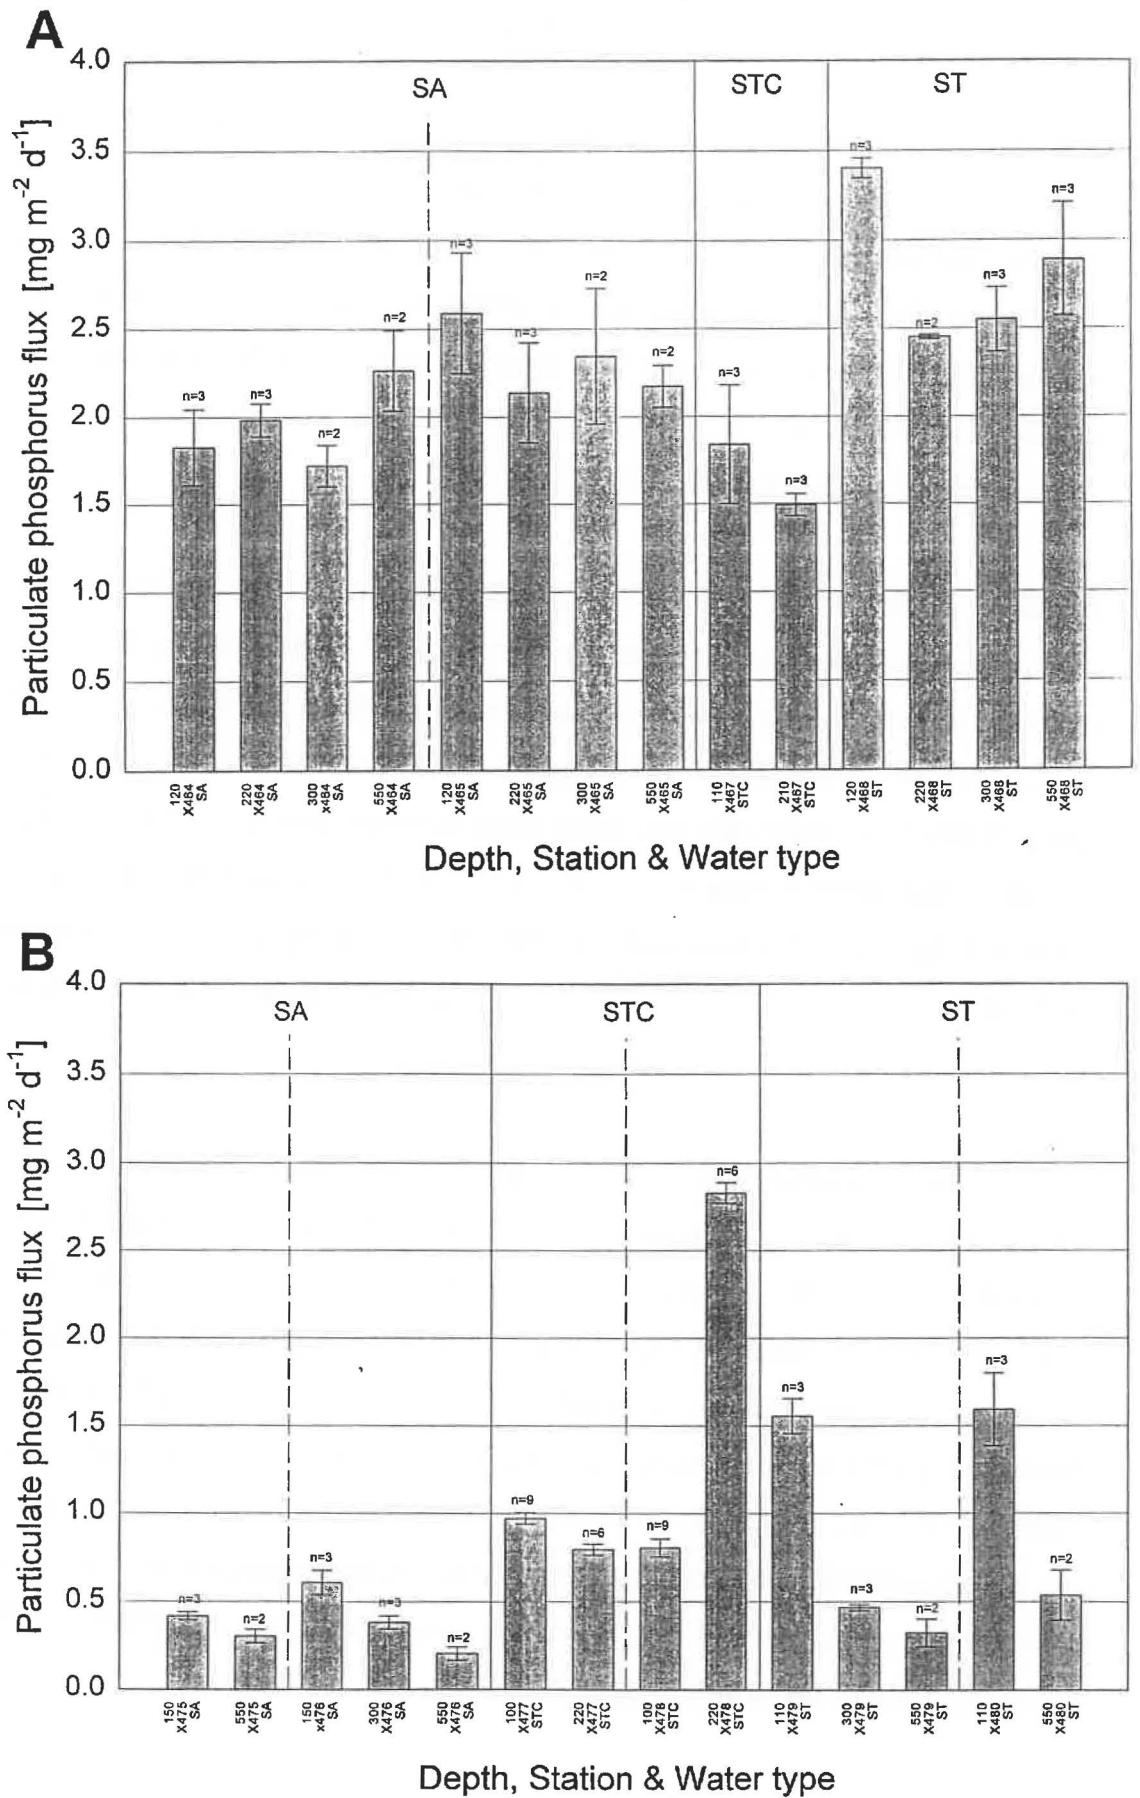 A
4.0
SA
STC
ST
3.5
3.0
2.5
2.0
1.5
1.0
0.5
0.0
Particulate phosphorus flux [mg m-2 d-1]
n=3
n=3
n=2
n=2
n=3
n=3
n=2
n=2
n=3
n=3
n=3
n=2
n=3
n=3
120 X464 SA
220 X464 SA
300 x464 SA
550 X464 SA
120 X465 SA
220 X465 SA
300 X465 SA
550 X465 SA
110 X467 STC
210 X467 STC
120 X468 ST
220 X468 ST
300 X468 ST
550 X468 ST
Depth, Station & Water type
B
4.0
SA
STC
ST
3.5
3.0
2.5
2.0
1.5
1.0
0.5
0.0
Particulate phosphorus flux [mg m-2 d-1]
n=3
n=2
n=3
n=3
n=2
n=9
n=6
n=9
n=6
n=3
n=3
n=2
n=3
n=2
150 X475 SA
550 X475 SA
150 x476 SA
300 X476 SA
550 X476 SA
100 X477 STC
220 X477 STC
100 X478 STC
220 X478 STC
110 X479 ST
300 X479 ST
550 X479 ST
110 X480 ST
550 X480 ST
Depth, Station & Water type